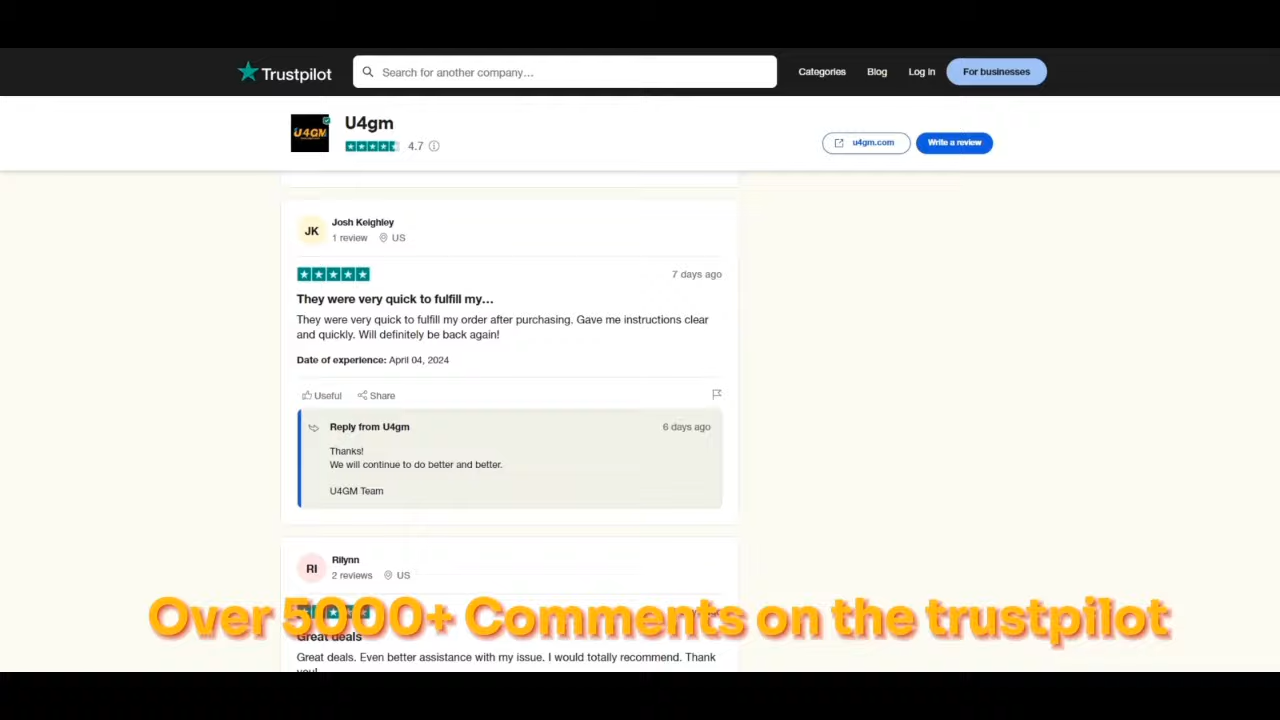 Trustpilot
Search for another company...
Categories
Blog
Log in
For businesses
U4GM
U4gm
4.7
u4gm.com
Write a review
JK
Josh Keighley
1 review
US
7 days ago
They were very quick to fulfill my...
They were very quick to fulfill my order after purchasing. Gave me instructions clear
and quickly. Will definitely be back again!
Date of experience: April 04, 2024
Useful
Share
Reply from U4gm
6 days ago
Thanks!
We will continue to do better and better.
U4GM Team
RI
Rilynn
2 reviews
US
Over 5000+ Comments on the trustpilot
Great deals
Great deals. Even better assistance with my issue. I would totally recommend. Thank
you!